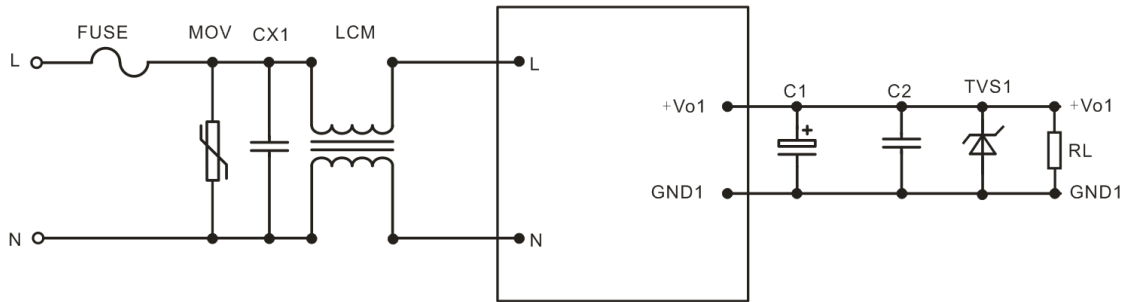 FUSE
MOV
CX1
LCM
L
L
N
N
+Vo1
GND1
C1
+
C2
TVS1
+Vo1
RL
GND1